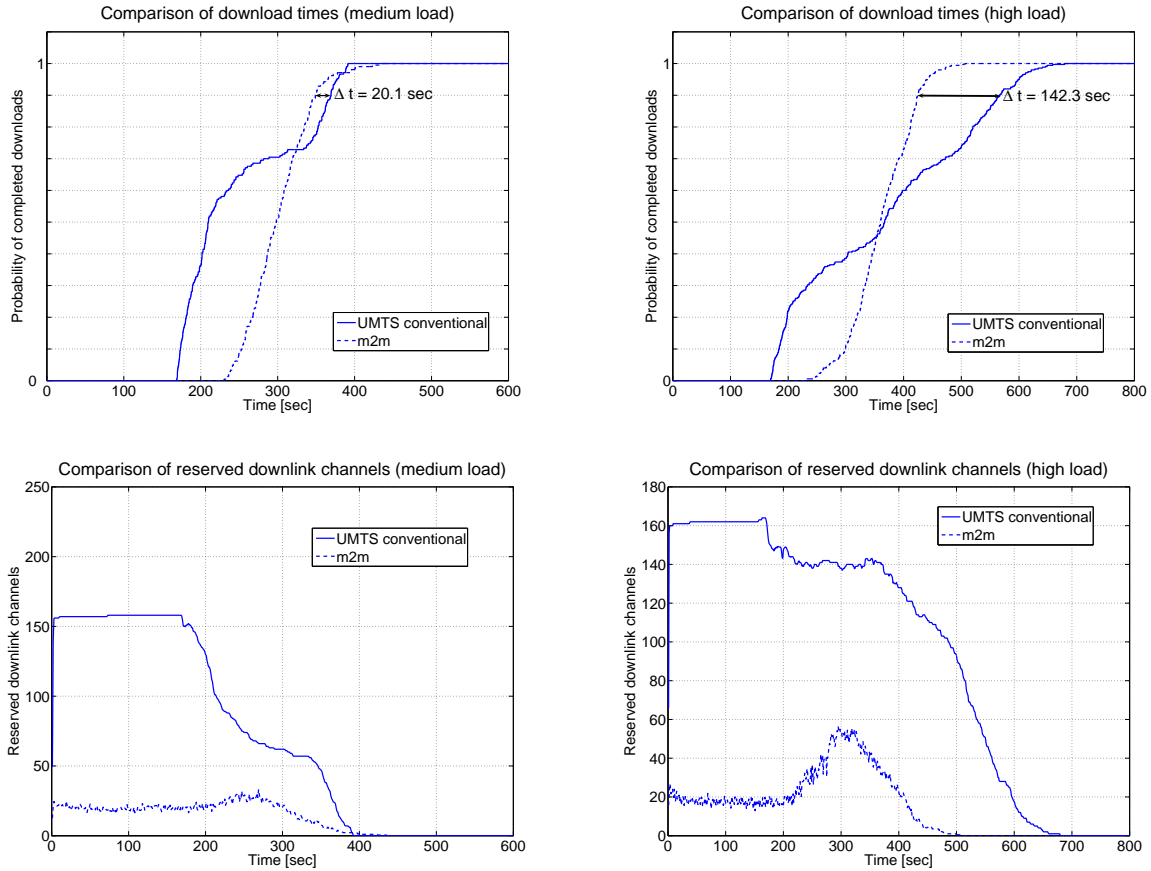 Comparison of download times (medium load)
Probability of completed downloads
1
0
Δ t = 20.1 sec
UMTS conventional
m2m
0 100 200 300 400 500 600
Time [sec]
Comparison of download times (high load)
Probability of completed downloads
1
0
Δ t = 142.3 sec
UMTS conventional
m2m
0 100 200 300 400 500 600 700 800
Time [sec]
Comparison of reserved downlink channels (medium load)
Reserved downlink channels
250
200
150
100
50
0
UMTS conventional
m2m
0 100 200 300 400 500 600
Time [sec]
Comparison of reserved downlink channels (high load)
Reserved downlink channels
180
160
140
120
100
80
60
40
20
0
UMTS conventional
m2m
0 100 200 300 400 500 600 700 800
Time [sec]